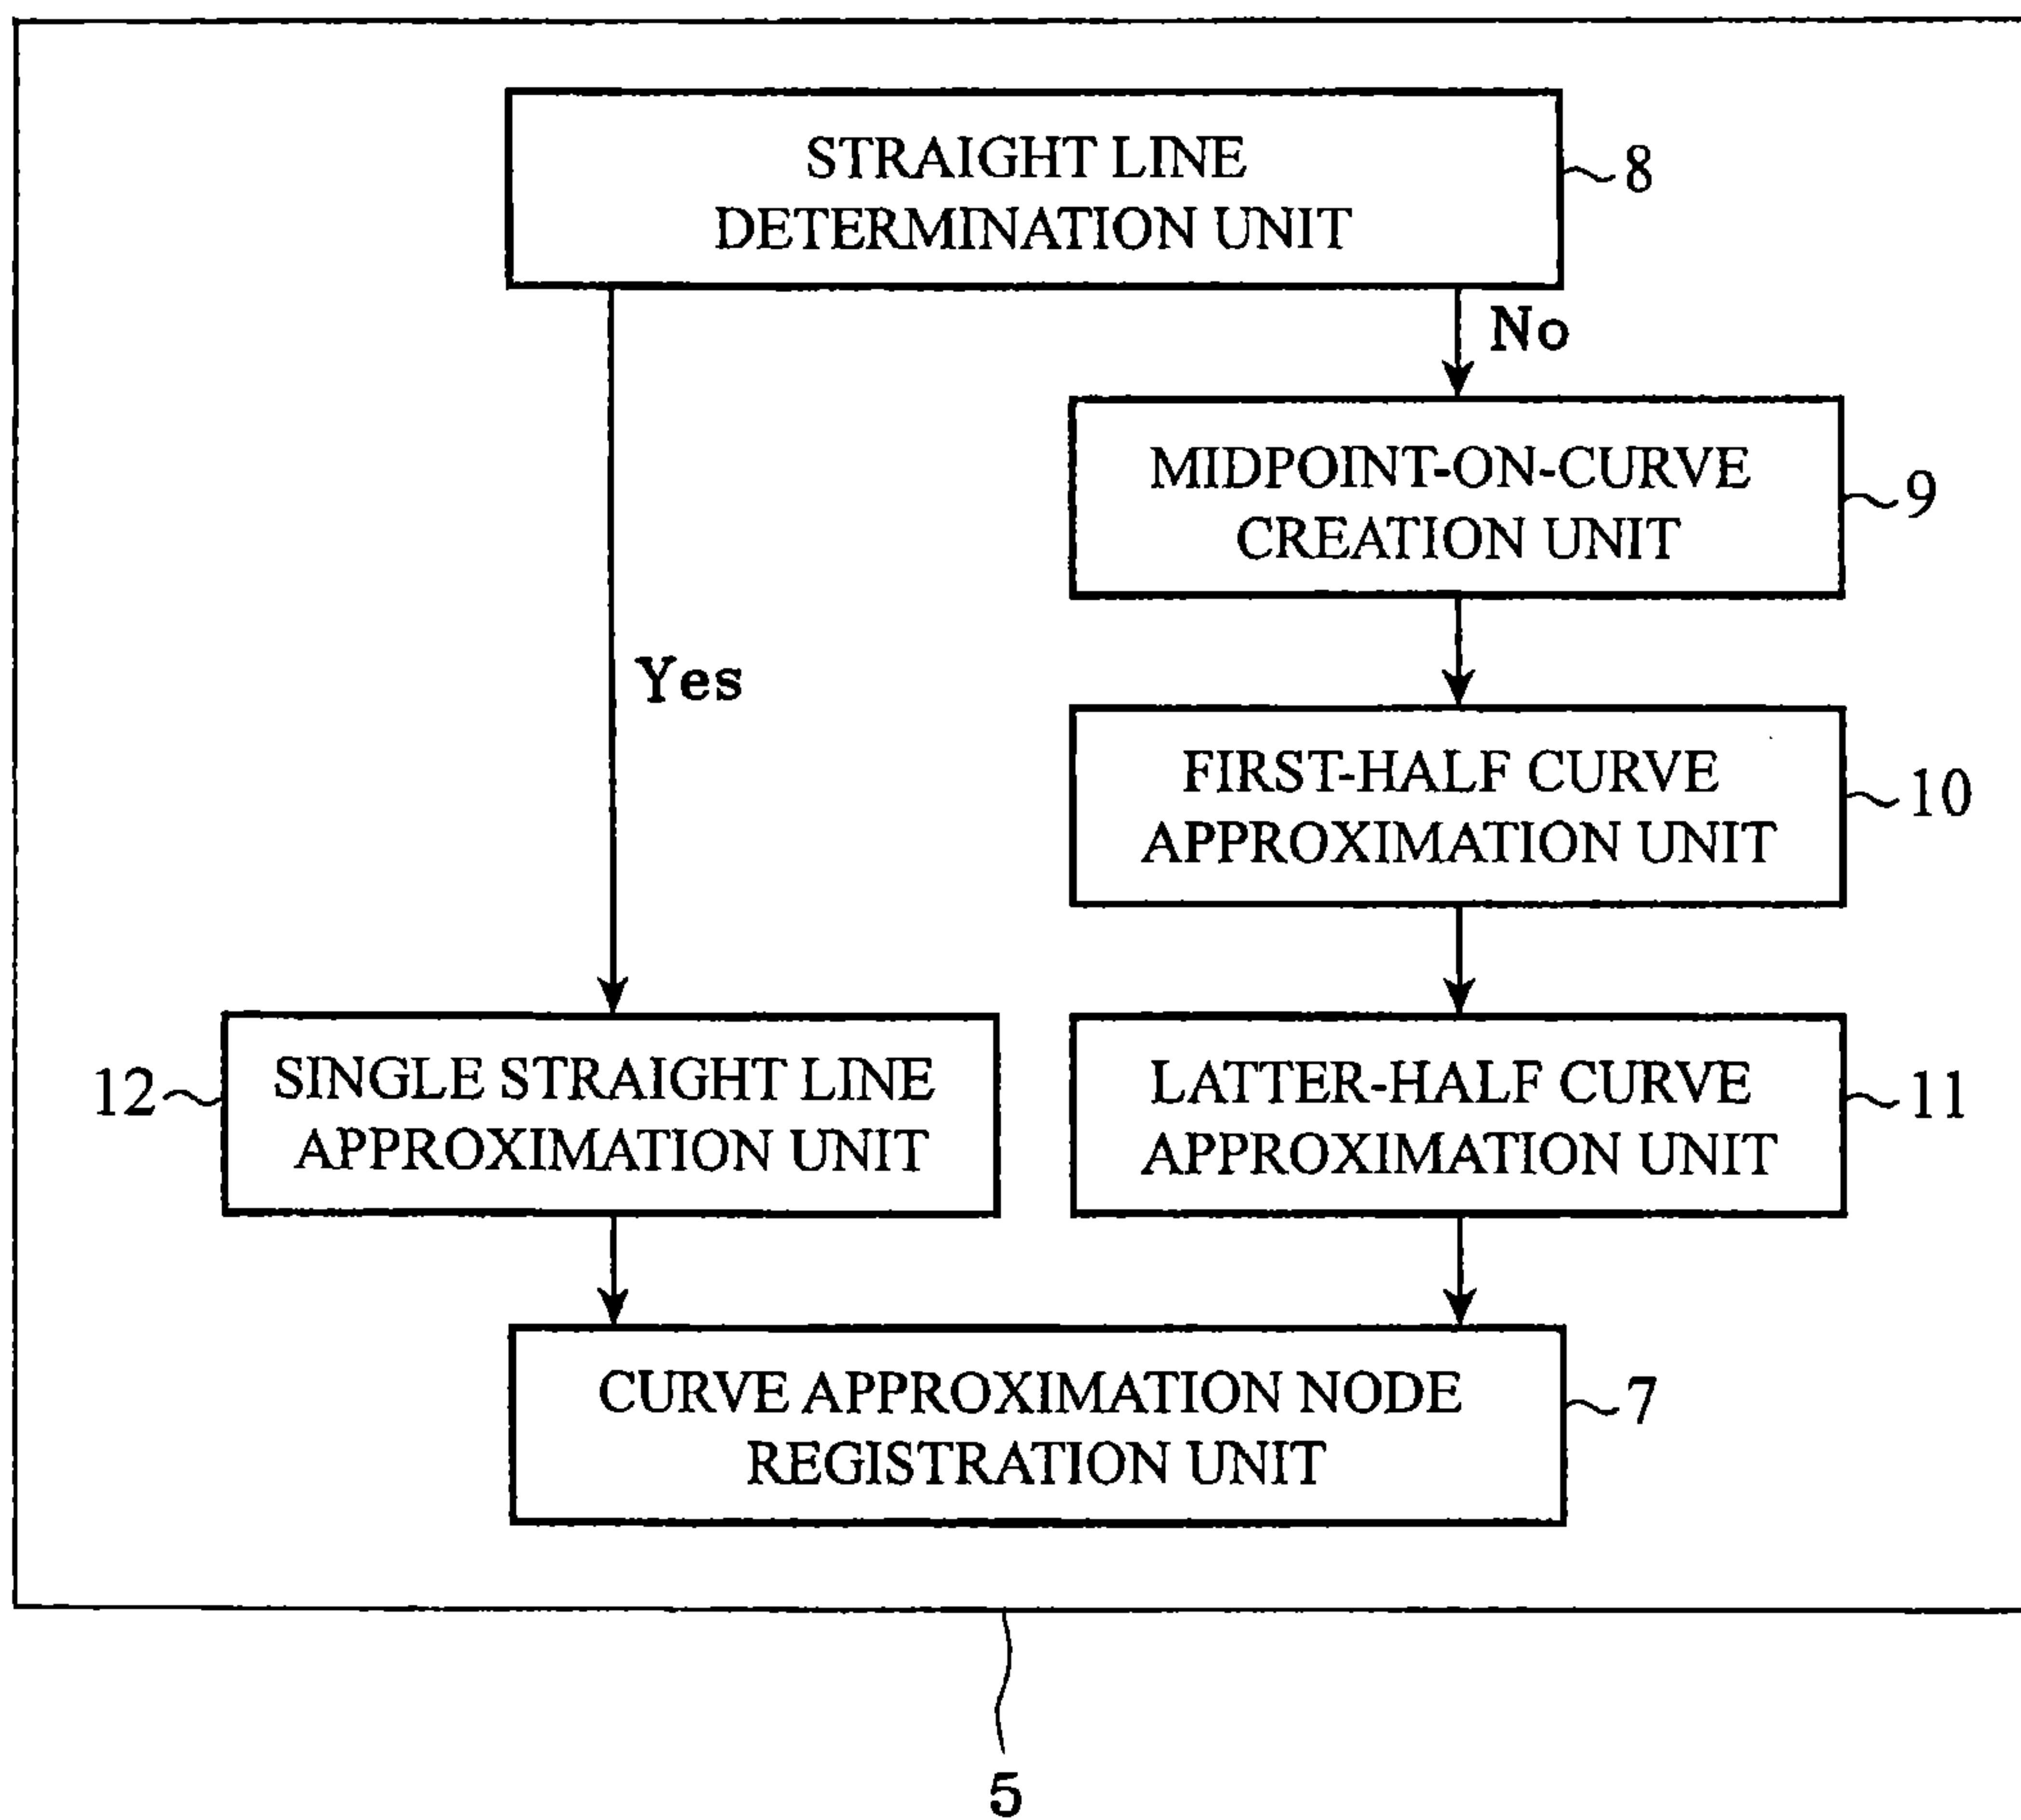 STRAIGHT LINE
DETERMINATION UNIT
8
No
MIDPOINT-ON-CURVE
CREATION UNIT
9
Yes
FIRST-HALF CURVE
APPROXIMATION UNIT
10
12
SINGLE STRAIGHT LINE
APPROXIMATION UNIT
LATTER-HALF CURVE
APPROXIMATION UNIT
11
CURVE APPROXIMATION NODE
REGISTRATION UNIT
7
5